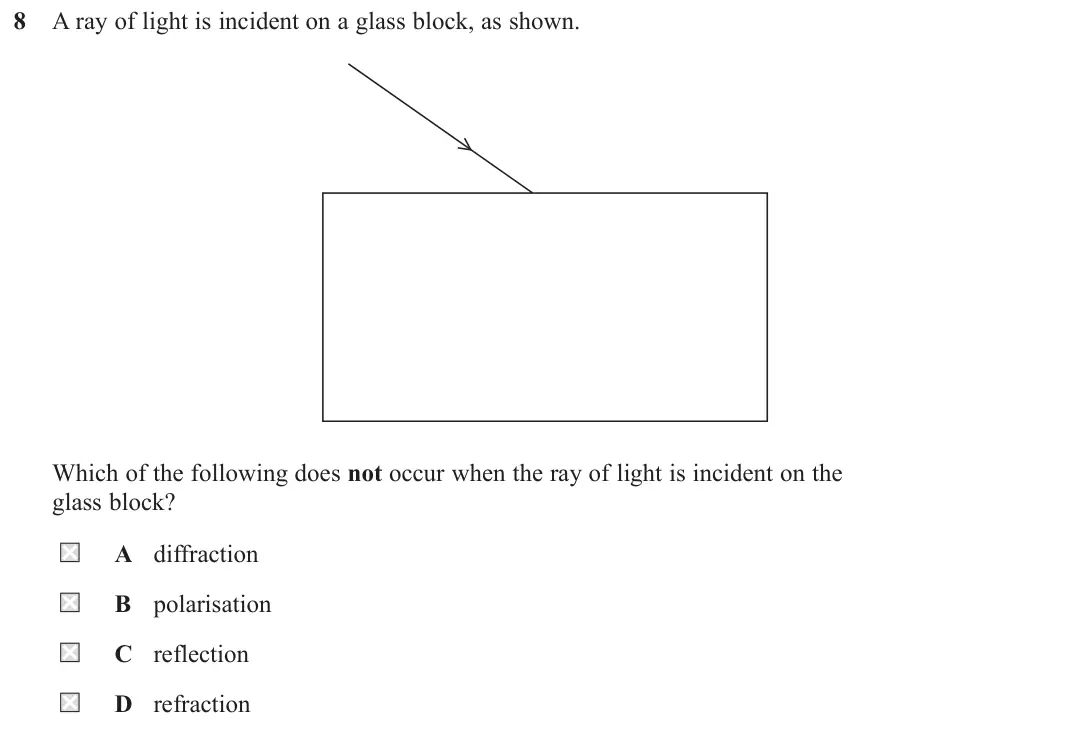 8 A ray of light is incident on a glass block, as shown.
Which of the following does not occur when the ray of light is incident on the
glass block?
A diffraction
B polarisation
C reflection
D refraction